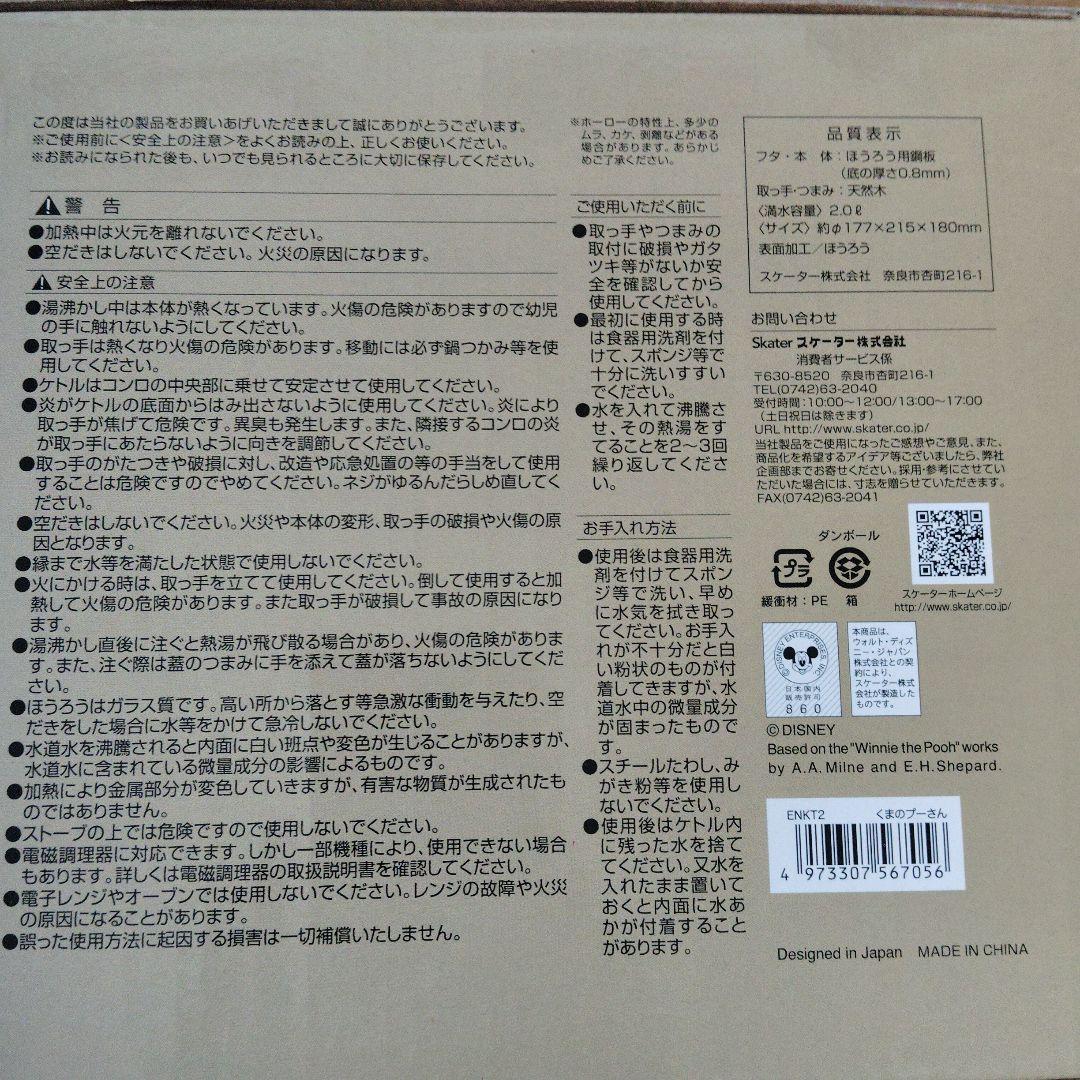 この度は当社の製品をお買いあげいただきまして誠にありがとうございます。
※ご使用前に<安全上の注意>をよくお読みの上、正しくお使いください。
※お読みになられた後も、いつでも見られるところに大切に保存してください。
警 告
●加熱中は火元を離れないでください。
●空だきはしないでください。火災の原因になります。
安全上の注意
●湯沸かし中は本体が熱くなっています。火傷の危険がありますので幼児
の手に触れないようにしてください。
●取っ手は熱くなり火傷の危険があります。移動には必ず鍋つかみ等を使
用してください。
●ケトルはコンロの中央部に乗せて安定させて使用してください。
●炎がケトルの底面からはみ出さないように使用してください。炎により
取っ手が焦げて危険です。異臭も発生します。また、隣接するコンロの炎
が取っ手にあたらないように向きを調節してください。
●取っ手のがたつきや破損に対し、改造や応急処置の等の手当をして使用
することは危険ですのでやめてください。ネジがゆるんだらしめ直してくだ
さい。
●空だきはしないでください。火災や本体の変形、取っ手の破損や火傷の原
因となります。
●縁まで水等を満たした状態で使用しないでください。
●火にかける時は、取っ手を立てて使用してください。倒して使用すると加
熱して火傷の危険があります。また取っ手が破損して事故の原因になり
ます。
●湯沸かし直後に注ぐと熱湯が飛び散る場合があり、火傷の危険がありま
す。また、注ぐ際は蓋のつまみに手を添えて蓋が落ちないようにしてくだ
さい。
●ほうろうはガラス質です。高い所から落とす等急激な衝動を与えたり、空
だきをした場合に水等をかけて急冷しないでください。
●水道水を沸騰されると内面に白い班点や変色が生じることがありますが、
水道水に含まれている微量成分の影響によるものです。
●加熱により金属部分が変色していきますが、有害な物質が生成されたも
のではありません。
●ストーブの上では危険ですので使用しないでください。
●電磁調理器に対応できます。しかし一部機種により、使用できない場合
もあります。詳しくは電磁調理器の取扱説明書を確認してください。
●電子レンジやオーブンでは使用しないでください。レンジの故障や火災
の原因になることがあります。
●誤った使用方法に起因する損害は一切補償いたしません。
※ホーローの特性上、多少の
ムラ、カケ、剥離などがある
場合があります。あらかじ
めご了承ください。
ご使用いただく前に
●取っ手やつまみの
取付に破損やガタ
ツキ等がないか安
全を確認してから
使用してください。
●最初に使用する時
は食器用洗剤を付
けて、スポンジ等で
十分に洗いすすい
でください。
●水を入れて沸騰さ
せ、その熱湯をす
てることを2～3回
繰り返してくださ
い。
お手入れ方法
●使用後は食器用洗
剤を付けてスポン
ジ等で洗い、早め
に水気を拭き取っ
てください。お手入
れが不十分だと白
い粉状のものが付
着してきますが、水
道水中の微量成分
が固まったもので
す。
●スチールたわし、み
がき粉等を使用し
ないでください。
●使用後はケトル内
に残った水を捨て
てください。又水を
入れたまま置いて
おくと内面に水あ
かが付着すること
があります。
品質表示
フタ・本 体：ほうろう用鋼板
（底の厚さ0.8mm）
取っ手・つまみ：天然木
〈満水容量〉2.0ℓ
〈サイズ〉約φ177×215×180mm
表面加工／ほうろう
スケーター株式会社 奈良市杏町216-1
お問い合わせ
Skater スケーター株式会社
消費者サービス係
〒630-8520 奈良市杏町216-1
TEL(0742)63-2040
受付時間：10:00～12:00/13:00～17:00
（土日祝日は除きます）
URL http://www.skater.co.jp/
当社製品をご使用になったご感想やご意見、また、
商品化を希望するアイデア等ございましたら、弊社
企画部までお寄せください。採用・参考にさせてい
ただいた場合には、寸志を贈らせていただきます。
FAX(0742)63-2041
ダンボール
プラ
緩衝材：PE 箱
スケーターホームページ
http://www.skater.co.jp/
©DISNEY ENTERPRISES INC.
日本国内
販売許可
860
本商品は、
ウォルト・ディズ
ニー・ジャパン
株式会社との契
約により、
スケーター株式
会社が製造した
ものです。
© DISNEY
Based on the "Winnie the Pooh" works
by A.A. Milne and E.H. Shepard.
ENKT2 くまのプーさん
4 973307 567056
Designed in Japan MADE IN CHINA